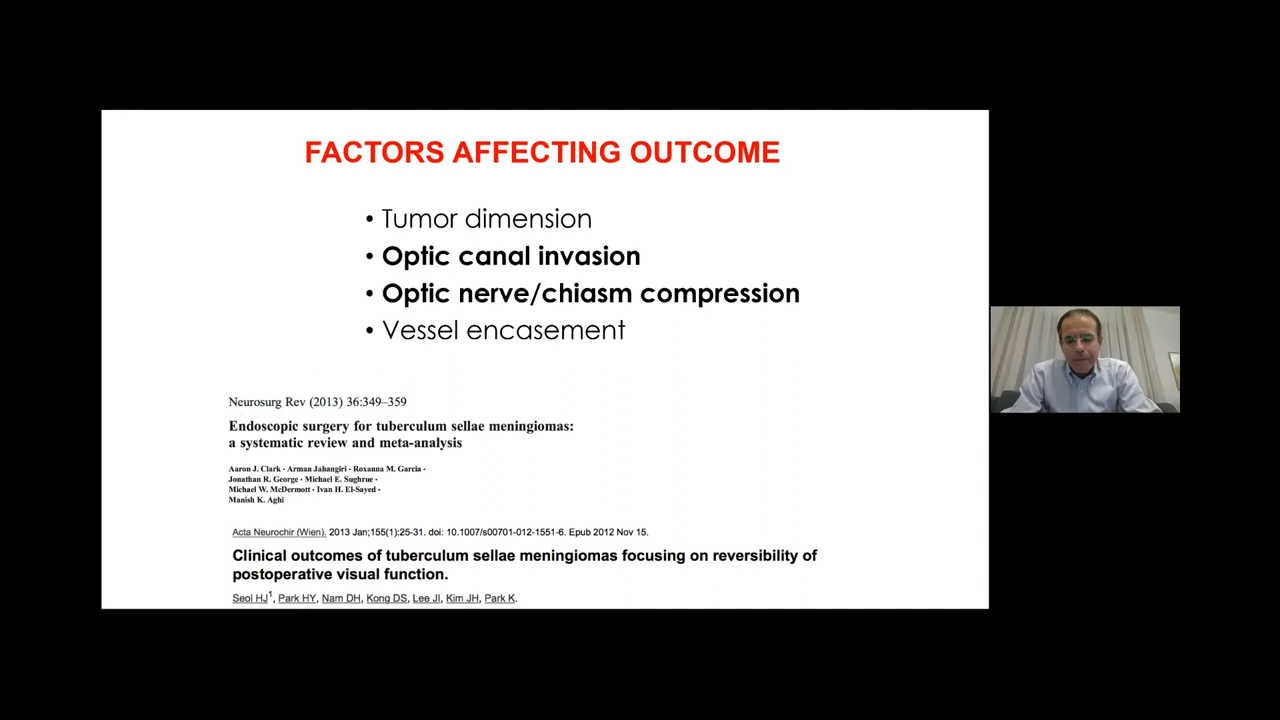 FACTORS AFFECTING OUTCOME
• Tumor dimension
• Optic canal invasion
• Optic nerve/chiasm compression
• Vessel encasement
Neurosurg Rev (2013) 36:349–359
Endoscopic surgery for tuberculum sellae meningiomas:
a systematic review and meta-analysis
Aaron J. Clark · Arman Jahangiri · Roxanna M. Garcia ·
Jonathan R. George · Michael E. Sughrue ·
Michael W. McDermott · Ivan H. El-Sayed ·
Manish K. Aghi
Acta Neurochir (Wien). 2013 Jan;155(1):25-31. doi: 10.1007/s00701-012-1551-6. Epub 2012 Nov 15.
Clinical outcomes of tuberculum sellae meningiomas focusing on reversibility of
postoperative visual function.
Seol HJ1, Park HY, Nam DH, Kong DS, Lee JI, Kim JH, Park K.